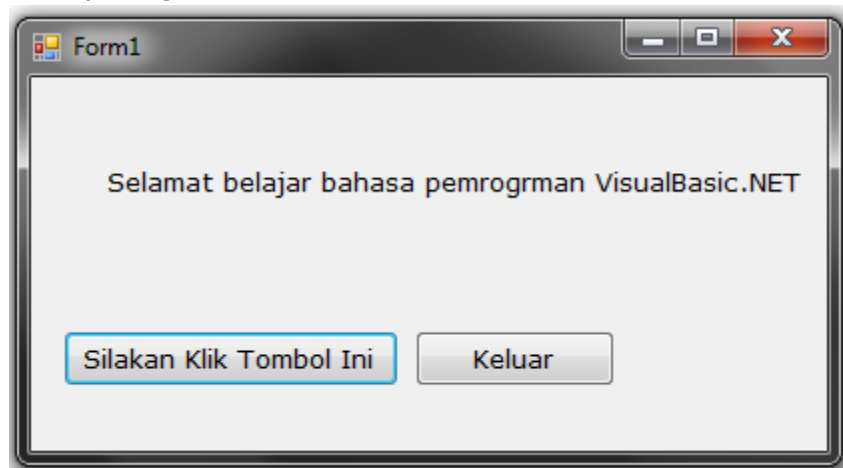 Form1
Selamat belajar bahasa pemrogrman VisualBasic.NET
Silakan Klik Tombol Ini
Keluar